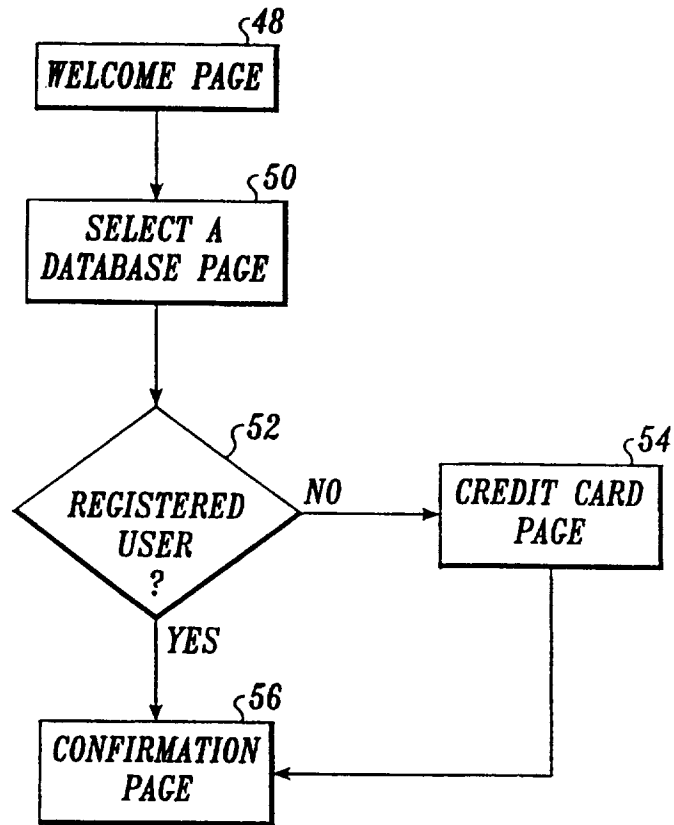 48
WELCOME PAGE
50
SELECT A
DATABASE PAGE
52
REGISTERED
USER
?
NO
54
CREDIT CARD
PAGE
YES
56
CONFIRMATION
PAGE